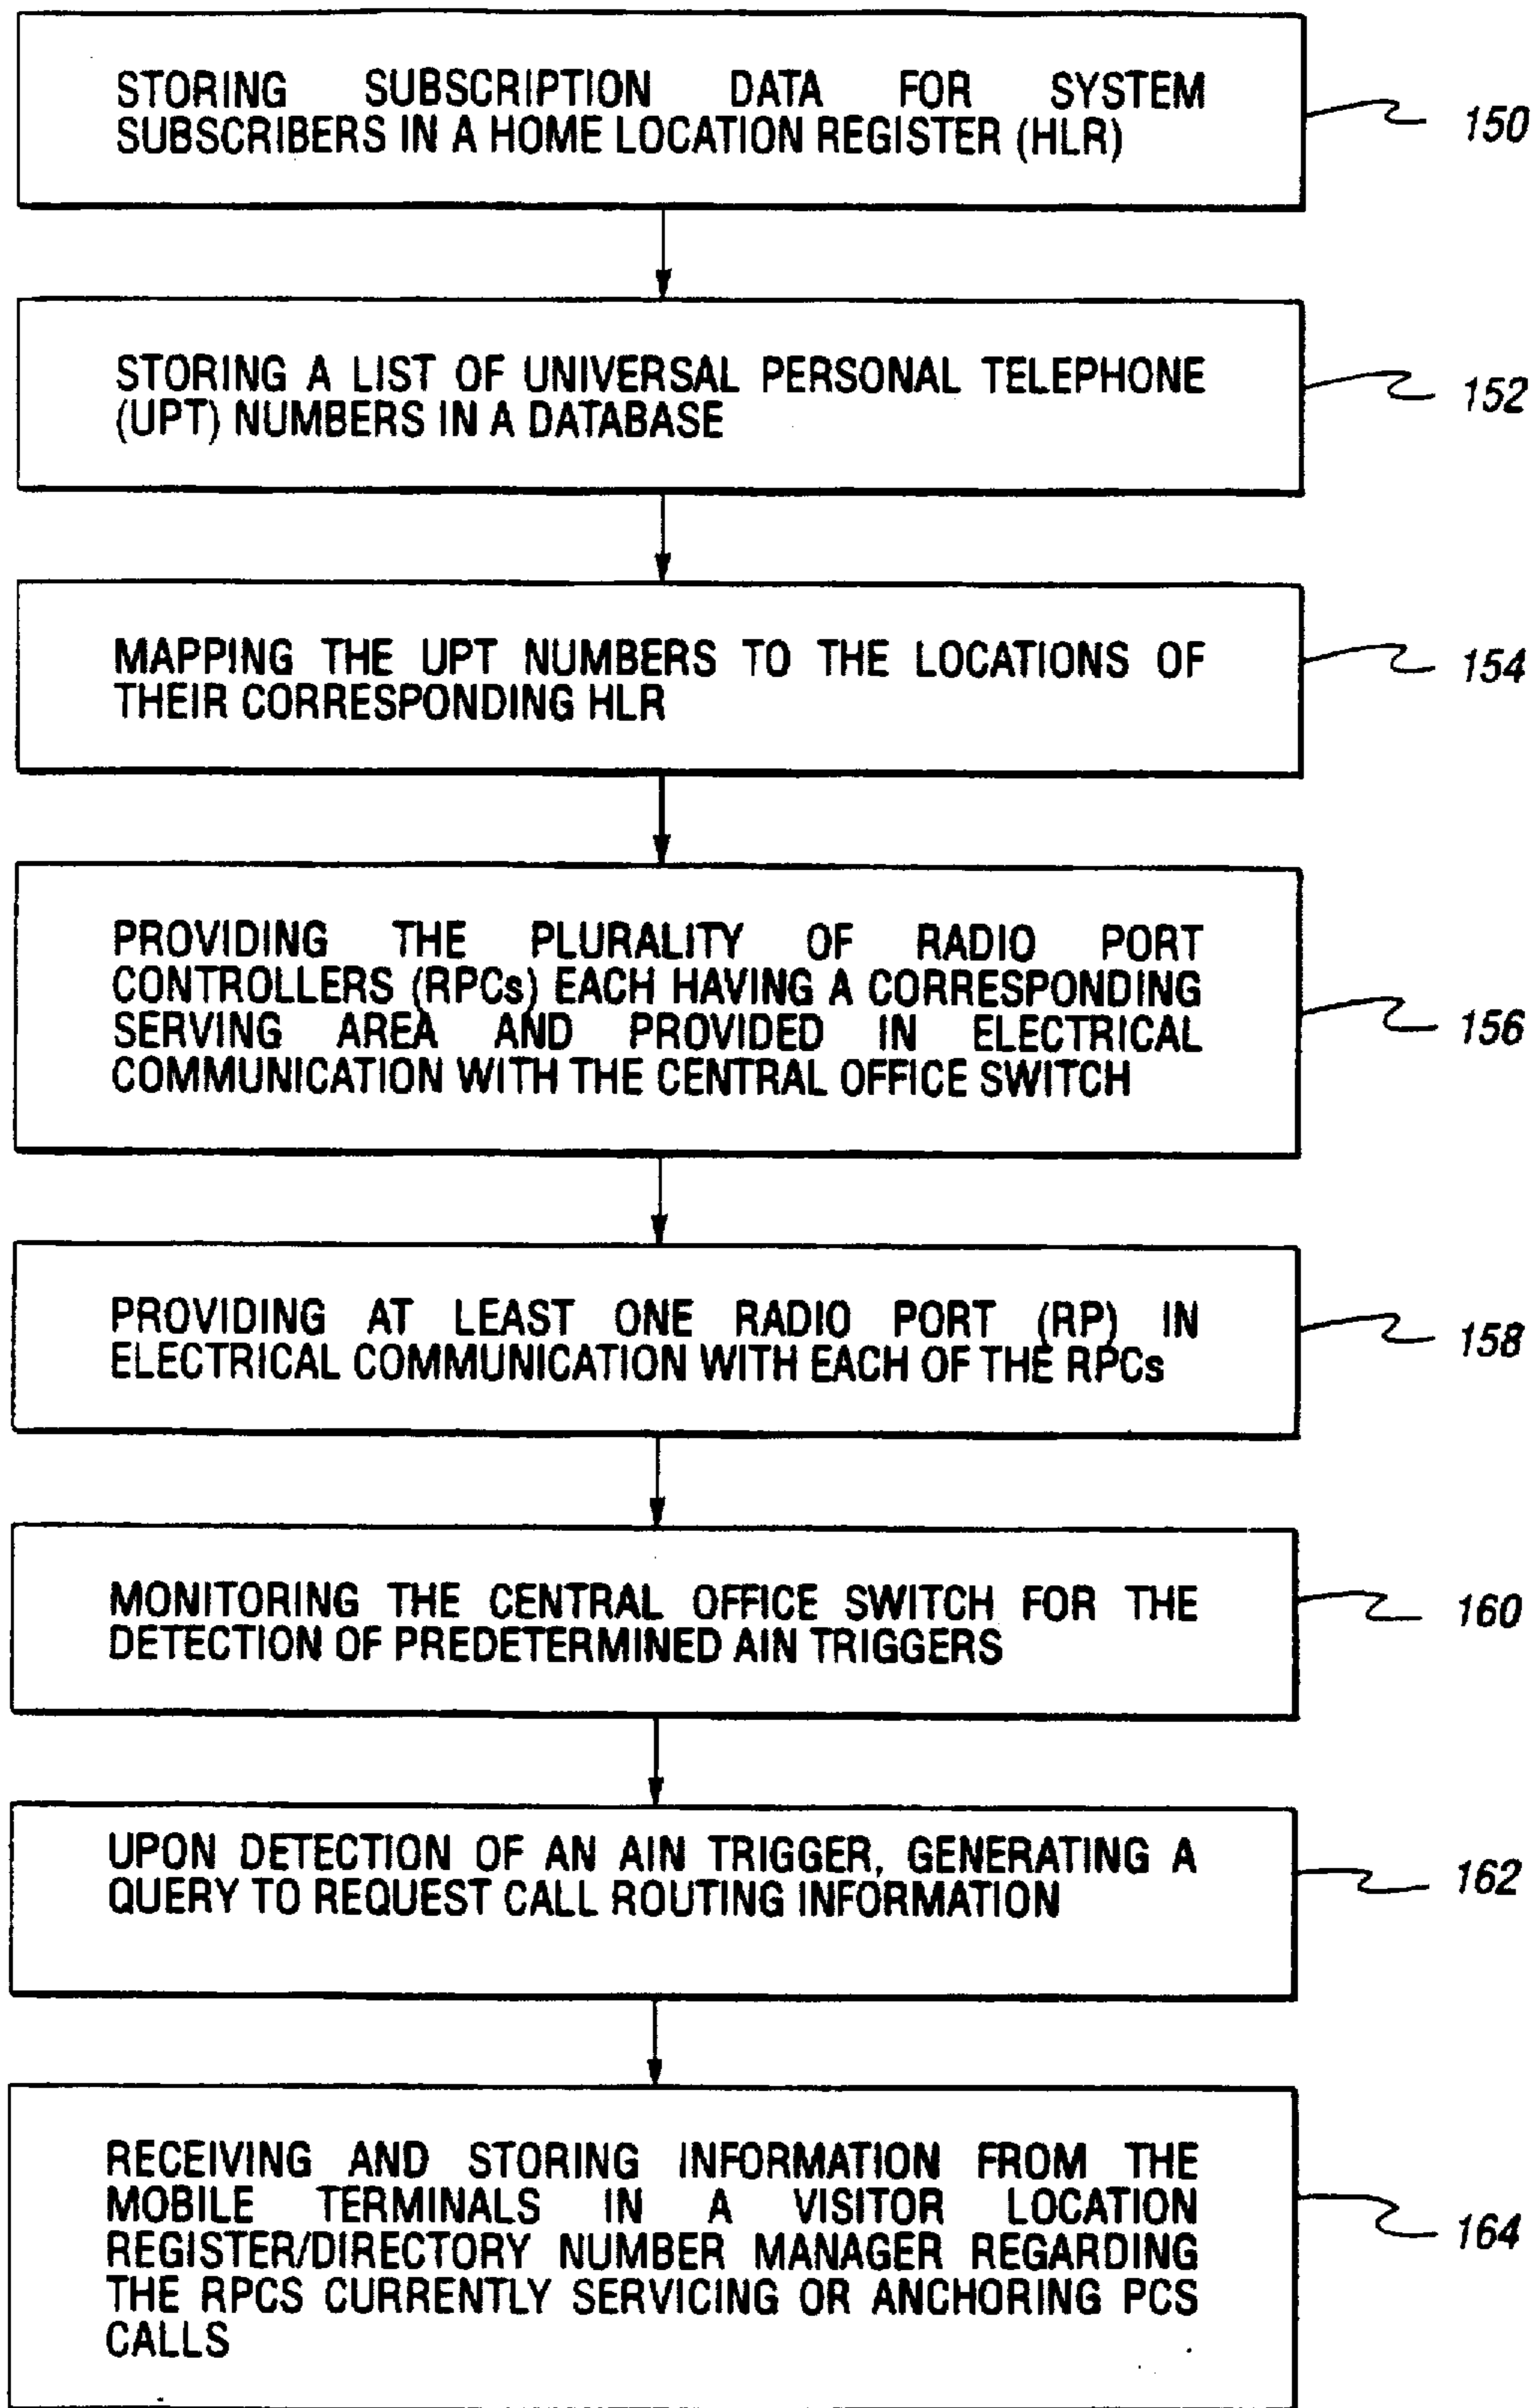 STORING SUBSCRIPTION DATA FOR SYSTEM
SUBSCRIBERS IN A HOME LOCATION REGISTER (HLR)
150
STORING A LIST OF UNIVERSAL PERSONAL TELEPHONE
(UPT) NUMBERS IN A DATABASE
152
MAPPING THE UPT NUMBERS TO THE LOCATIONS OF
THEIR CORRESPONDING HLR
154
PROVIDING THE PLURALITY OF RADIO PORT
CONTROLLERS (RPCs) EACH HAVING A CORRESPONDING
SERVING AREA AND PROVIDED IN ELECTRICAL
COMMUNICATION WITH THE CENTRAL OFFICE SWITCH
156
PROVIDING AT LEAST ONE RADIO PORT (RP) IN
ELECTRICAL COMMUNICATION WITH EACH OF THE RPCs
158
MONITORING THE CENTRAL OFFICE SWITCH FOR THE
DETECTION OF PREDETERMINED AIN TRIGGERS
160
UPON DETECTION OF AN AIN TRIGGER, GENERATING A
QUERY TO REQUEST CALL ROUTING INFORMATION
162
RECEIVING AND STORING INFORMATION FROM THE
MOBILE TERMINALS IN A VISITOR LOCATION
REGISTER/DIRECTORY NUMBER MANAGER REGARDING
THE RPCS CURRENTLY SERVICING OR ANCHORING PCS
CALLS
164